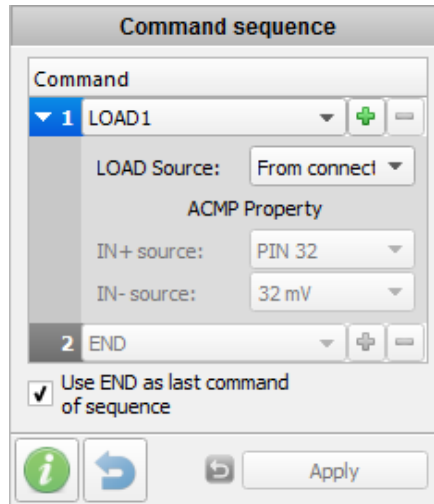 Command sequence
Command
1 LOAD1
LOAD Source: From connect
ACMP Property
IN+ source: PIN 32
IN- source: 32 mV
2 END
Use END as last command
of sequence
Apply